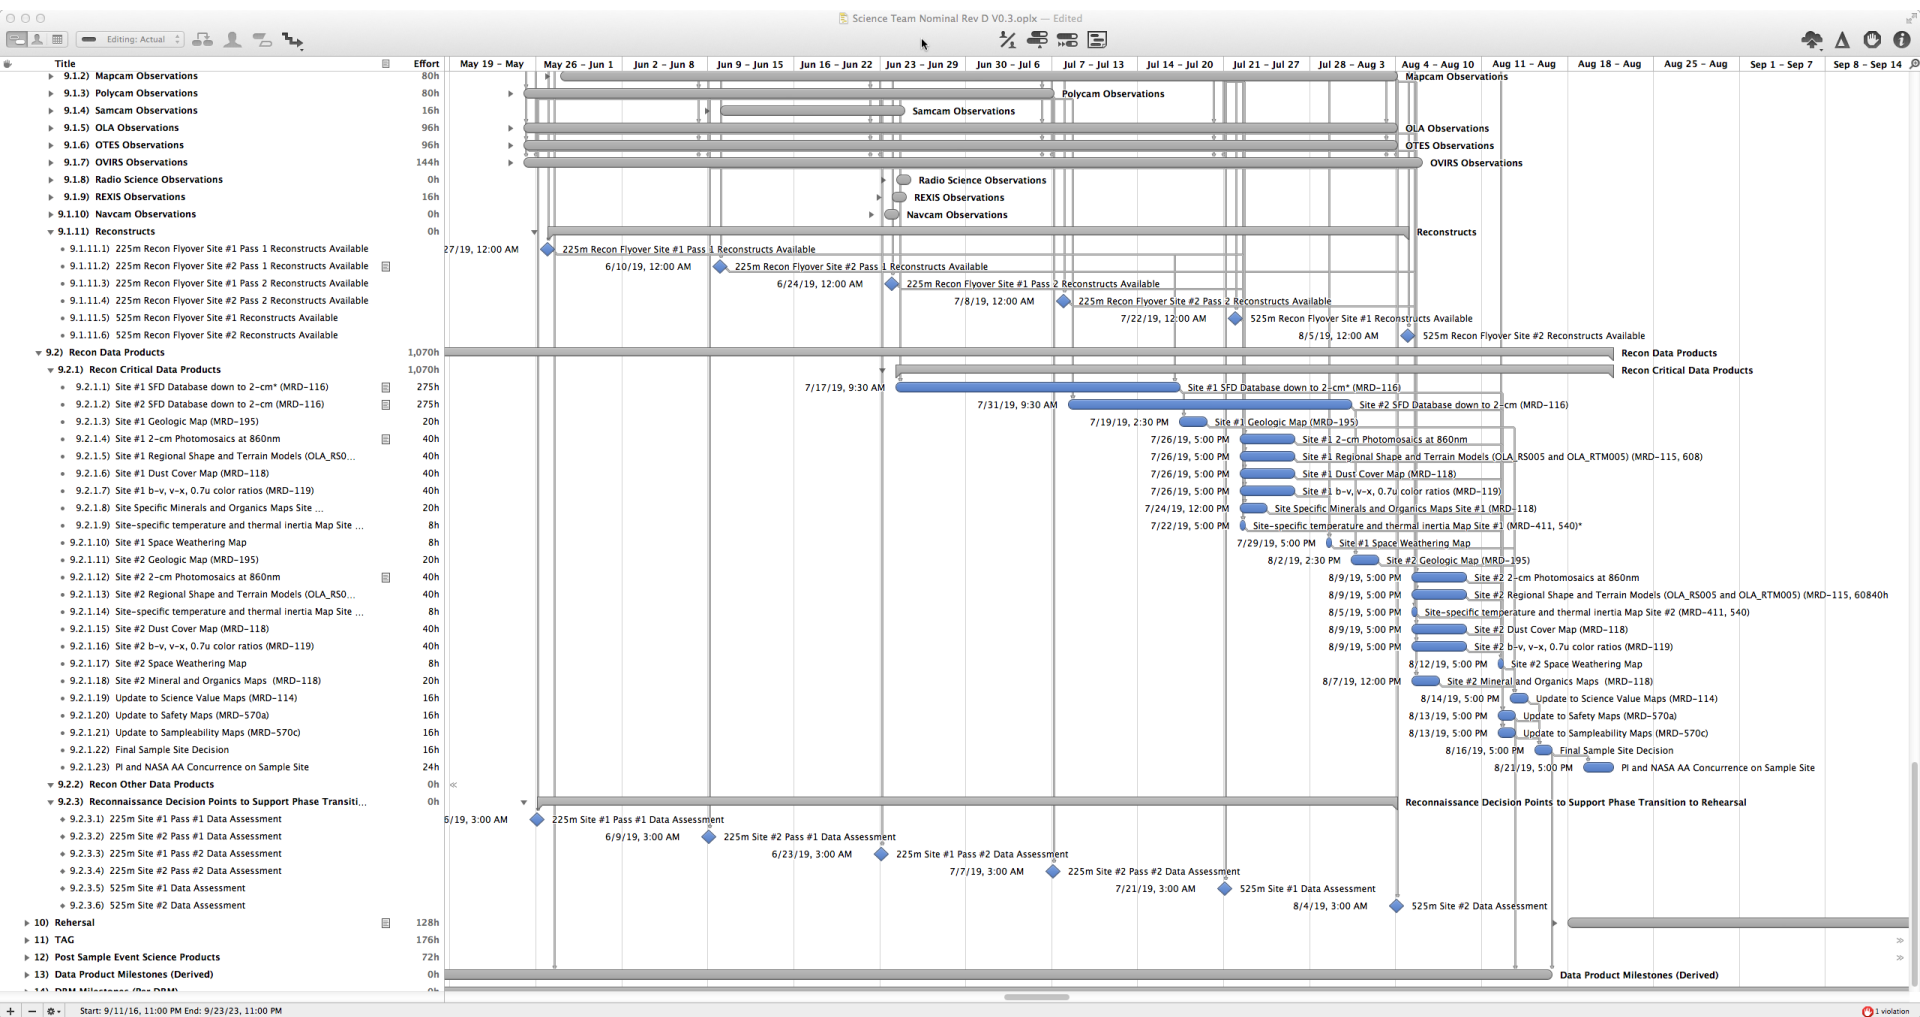 Science Team Nominal Rev D V0.3.oplx — Edited
Editing: Actual
Title Effort May 19 – May May 26 – Jun 1 Jun 2 – Jun 8 Jun 9 – Jun 15 Jun 16 – Jun 22 Jun 23 – Jun 29 Jun 30 – Jul 6 Jul 7 – Jul 13 Jul 14 – Jul 20 Jul 21 – Jul 27 Jul 28 – Aug 3 Aug 4 – Aug 10 Aug 11 – Aug Aug 18 – Aug Aug 25 – Aug Sep 1 – Sep 7 Sep 8 – Sep 14
9.1.2) Mapcam Observations 80h Mapcam Observations
9.1.3) Polycam Observations 80h Polycam Observations
9.1.4) Samcam Observations 16h Samcam Observations
9.1.5) OLA Observations 96h OLA Observations
9.1.6) OTES Observations 96h OTES Observations
9.1.7) OVIRS Observations 144h OVIRS Observations
9.1.8) Radio Science Observations 0h Radio Science Observations
9.1.9) REXIS Observations 16h REXIS Observations
9.1.10) Navcam Observations 0h Navcam Observations
9.1.11) Reconstructs 0h Reconstructs
9.1.11.1) 225m Recon Flyover Site #1 Pass 1 Reconstructs Available 27/19, 12:00 AM 225m Recon Flyover Site #1 Pass 1 Reconstructs Available
9.1.11.2) 225m Recon Flyover Site #2 Pass 1 Reconstructs Available 6/10/19, 12:00 AM 225m Recon Flyover Site #2 Pass 1 Reconstructs Available
9.1.11.3) 225m Recon Flyover Site #1 Pass 2 Reconstructs Available 6/24/19, 12:00 AM 225m Recon Flyover Site #1 Pass 2 Reconstructs Available
9.1.11.4) 225m Recon Flyover Site #2 Pass 2 Reconstructs Available 7/8/19, 12:00 AM 225m Recon Flyover Site #2 Pass 2 Reconstructs Available
9.1.11.5) 525m Recon Flyover Site #1 Reconstructs Available 7/22/19, 12:00 AM 525m Recon Flyover Site #1 Reconstructs Available
9.1.11.6) 525m Recon Flyover Site #2 Reconstructs Available 8/5/19, 12:00 AM 525m Recon Flyover Site #2 Reconstructs Available
9.2) Recon Data Products 1,070h Recon Data Products
9.2.1) Recon Critical Data Products 1,070h Recon Critical Data Products
9.2.1.1) Site #1 SFD Database down to 2-cm* (MRD-116) 275h 7/17/19, 9:30 AM Site #1 SFD Database down to 2-cm* (MRD-116)
9.2.1.2) Site #2 SFD Database down to 2-cm (MRD-116) 275h 7/31/19, 9:30 AM Site #2 SFD Database down to 2-cm (MRD-116)
9.2.1.3) Site #1 Geologic Map (MRD-195) 20h 7/19/19, 2:30 PM Site #1 Geologic Map (MRD-195)
9.2.1.4) Site #1 2-cm Photomosaics at 860nm 40h 7/26/19, 5:00 PM Site #1 2-cm Photomosaics at 860nm
9.2.1.5) Site #1 Regional Shape and Terrain Models (OLA_RS0... 40h 7/26/19, 5:00 PM Site #1 Regional Shape and Terrain Models (OLA_RS005 and OLA_RTM005) (MRD-115, 608)
9.2.1.6) Site #1 Dust Cover Map (MRD-118) 40h 7/26/19, 5:00 PM Site #1 Dust Cover Map (MRD-118)
9.2.1.7) Site #1 b-v, v-x, 0.7u color ratios (MRD-119) 40h 7/26/19, 5:00 PM Site #1 b-v, v-x, 0.7u color ratios (MRD-119)
9.2.1.8) Site Specific Minerals and Organics Maps Site ... 20h 7/24/19, 12:00 PM Site Specific Minerals and Organics Maps Site #1 (MRD-118)
9.2.1.9) Site-specific temperature and thermal inertia Map Site ... 8h 7/22/19, 5:00 PM Site-specific temperature and thermal inertia Map Site #1 (MRD-411, 540)*
9.2.1.10) Site #1 Space Weathering Map 8h 7/29/19, 5:00 PM Site #1 Space Weathering Map
9.2.1.11) Site #2 Geologic Map (MRD-195) 20h 8/2/19, 2:30 PM Site #2 Geologic Map (MRD-195)
9.2.1.12) Site #2 2-cm Photomosaics at 860nm 40h 8/9/19, 5:00 PM Site #2 2-cm Photomosaics at 860nm
9.2.1.13) Site #2 Regional Shape and Terrain Models (OLA_RS0... 40h 8/9/19, 5:00 PM Site #2 Regional Shape and Terrain Models (OLA_RS005 and OLA_RTM005) (MRD-115, 60840h
9.2.1.14) Site-specific temperature and thermal inertia Map Site ... 8h 8/5/19, 5:00 PM Site-specific temperature and thermal inertia Map Site #2 (MRD-411, 540)
9.2.1.15) Site #2 Dust Cover Map (MRD-118) 40h 8/9/19, 5:00 PM Site #2 Dust Cover Map (MRD-118)
9.2.1.16) Site #2 b-v, v-x, 0.7u color ratios (MRD-119) 40h 8/9/19, 5:00 PM Site #2 b-v, v-x, 0.7u color ratios (MRD-119)
9.2.1.17) Site #2 Space Weathering Map 8h 8/12/19, 5:00 PM Site #2 Space Weathering Map
9.2.1.18) Site #2 Mineral and Organics Maps (MRD-118) 20h 8/7/19, 12:00 PM Site #2 Mineral and Organics Maps (MRD-118)
9.2.1.19) Update to Science Value Maps (MRD-114) 16h 8/14/19, 5:00 PM Update to Science Value Maps (MRD-114)
9.2.1.20) Update to Safety Maps (MRD-570a) 16h 8/13/19, 5:00 PM Update to Safety Maps (MRD-570a)
9.2.1.21) Update to Sampleability Maps (MRD-570c) 16h 8/13/19, 5:00 PM Update to Sampleability Maps (MRD-570c)
9.2.1.22) Final Sample Site Decision 16h 8/16/19, 5:00 PM Final Sample Site Decision
9.2.1.23) PI and NASA AA Concurrence on Sample Site 24h 8/21/19, 5:00 PM PI and NASA AA Concurrence on Sample Site
9.2.2) Recon Other Data Products 0h
9.2.3) Reconnaissance Decision Points to Support Phase Transiti... 0h Reconnaissance Decision Points to Support Phase Transition to Rehearsal
9.2.3.1) 225m Site #1 Pass #1 Data Assessment 6/19, 3:00 AM 225m Site #1 Pass #1 Data Assessment
9.2.3.2) 225m Site #2 Pass #1 Data Assessment 6/9/19, 3:00 AM 225m Site #2 Pass #1 Data Assessment
9.2.3.3) 225m Site #1 Pass #2 Data Assessment 6/23/19, 3:00 AM 225m Site #1 Pass #2 Data Assessment
9.2.3.4) 225m Site #2 Pass #2 Data Assessment 7/7/19, 3:00 AM 225m Site #2 Pass #2 Data Assessment
9.2.3.5) 525m Site #1 Data Assessment 7/21/19, 3:00 AM 525m Site #1 Data Assessment
9.2.3.6) 525m Site #2 Data Assessment 8/4/19, 3:00 AM 525m Site #2 Data Assessment
10) Rehersal 128h
11) TAG 176h
12) Post Sample Event Science Products 72h
13) Data Product Milestones (Derived) 0h Data Product Milestones (Derived)
14) DRM Milestones (Per DRM) 0h
Start: 9/11/16, 11:00 PM End: 9/23/23, 11:00 PM 1 violation